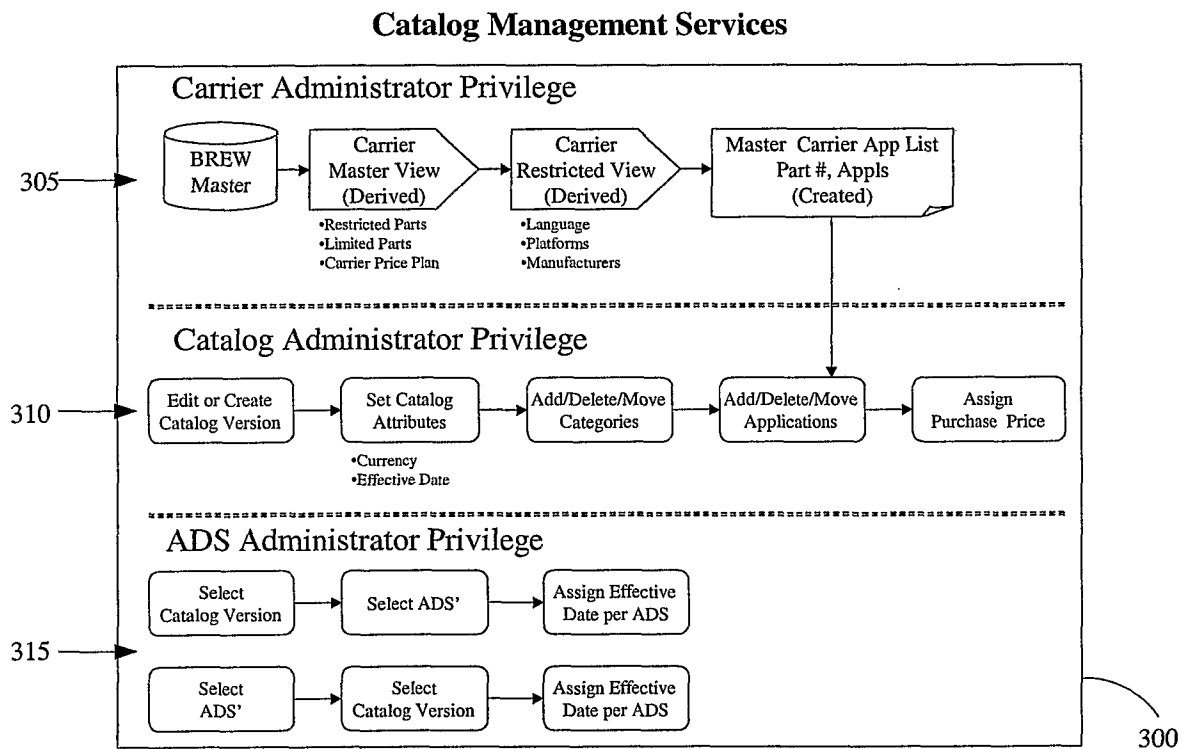 Catalog Management Services
Carrier Administrator Privilege
305
BREW
Master
Carrier
Master View
(Derived)
•Restricted Parts
•Limited Parts
•Carrier Price Plan
Carrier
Restricted View
(Derived)
•Language
•Platforms
•Manufacturers
Master Carrier App List
Part #, Appls
(Created)
Catalog Administrator Privilege
310
Edit or Create
Catalog Version
Set Catalog
Attributes
•Currency
•Effective Date
Add/Delete/Move
Categories
Add/Delete/Move
Applications
Assign
Purchase Price
ADS Administrator Privilege
315
Select
Catalog Version
Select ADS'
Assign Effective
Date per ADS
Select
ADS'
Select
Catalog Version
Assign Effective
Date per ADS
300